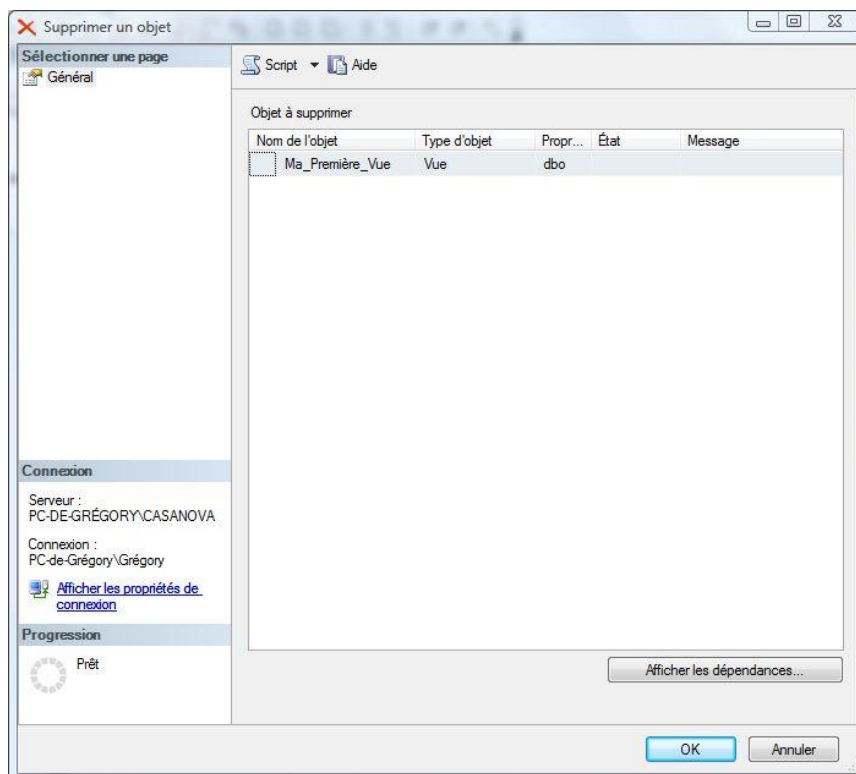 Supprimer un objet
Sélectionner une page
Général
Script
Aide
Objet à supprimer
Nom de l'objet Type d'objet Propr... État Message
Ma_Première_Vue Vue dbo
Connexion
Serveur :
PC-DE-GRÉGORY\CASANOVA
Connexion :
PC-de-Grégory\Grégory
Afficher les propriétés de
connexion
Progression
Prêt
Afficher les dépendances...
OK Annuler